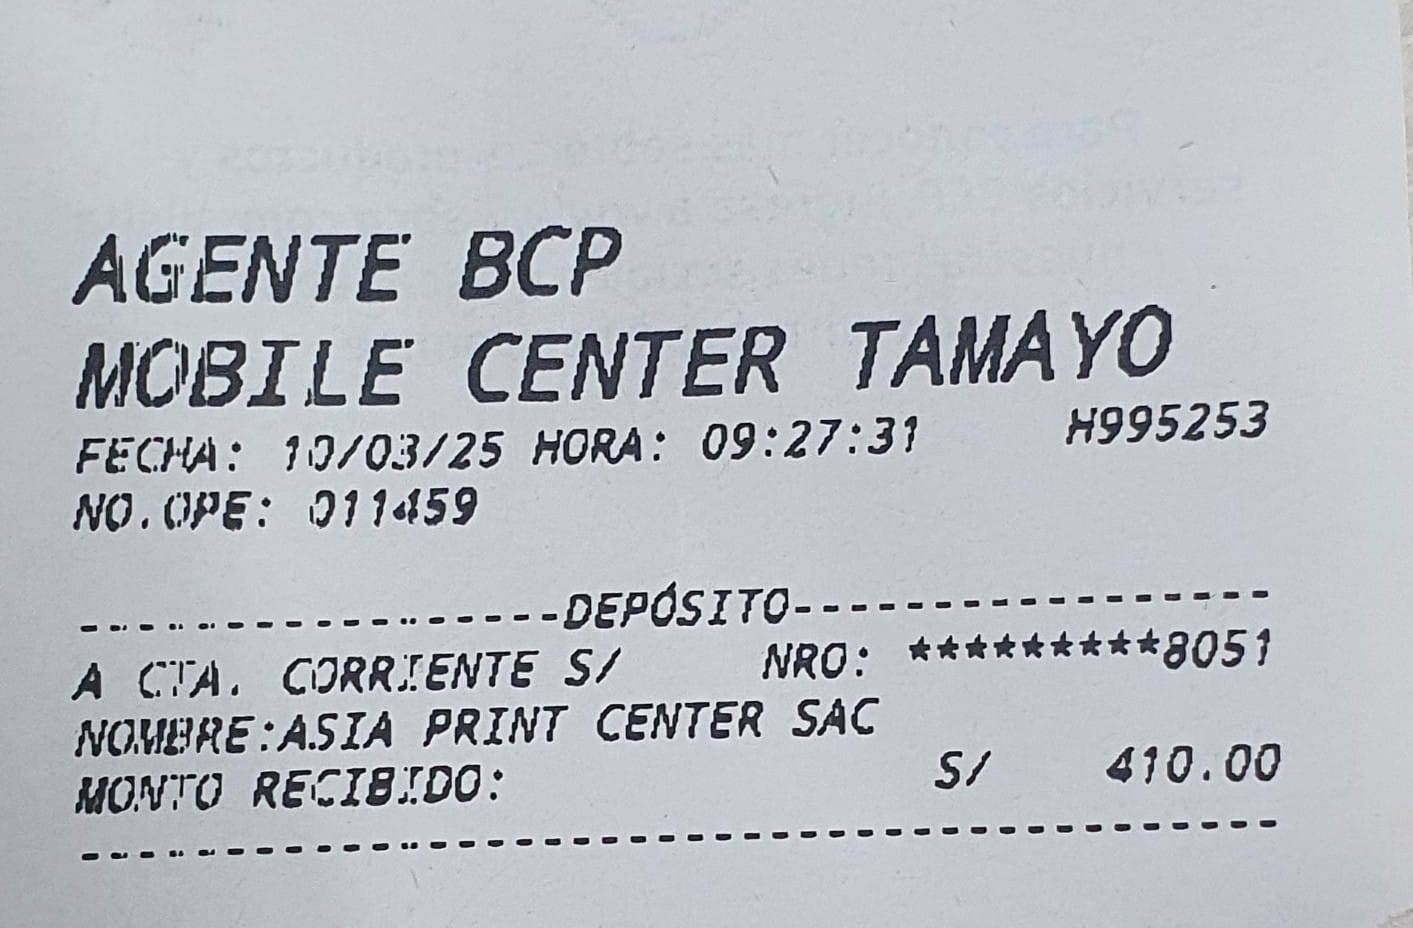 AGENTE BCP
MOBILE CENTER TAMAYO
FECHA: 10/03/25 HORA: 09:27:31 H995253
NO.OPE: 011459
-----------------DEPÓSITO-----------------
A CTA. CORRIENTE S/ NRO: *********8051
NOMBRE:ASIA PRINT CENTER SAC
MONTO RECIBIDO: S/ 410.00
------------------------------------------